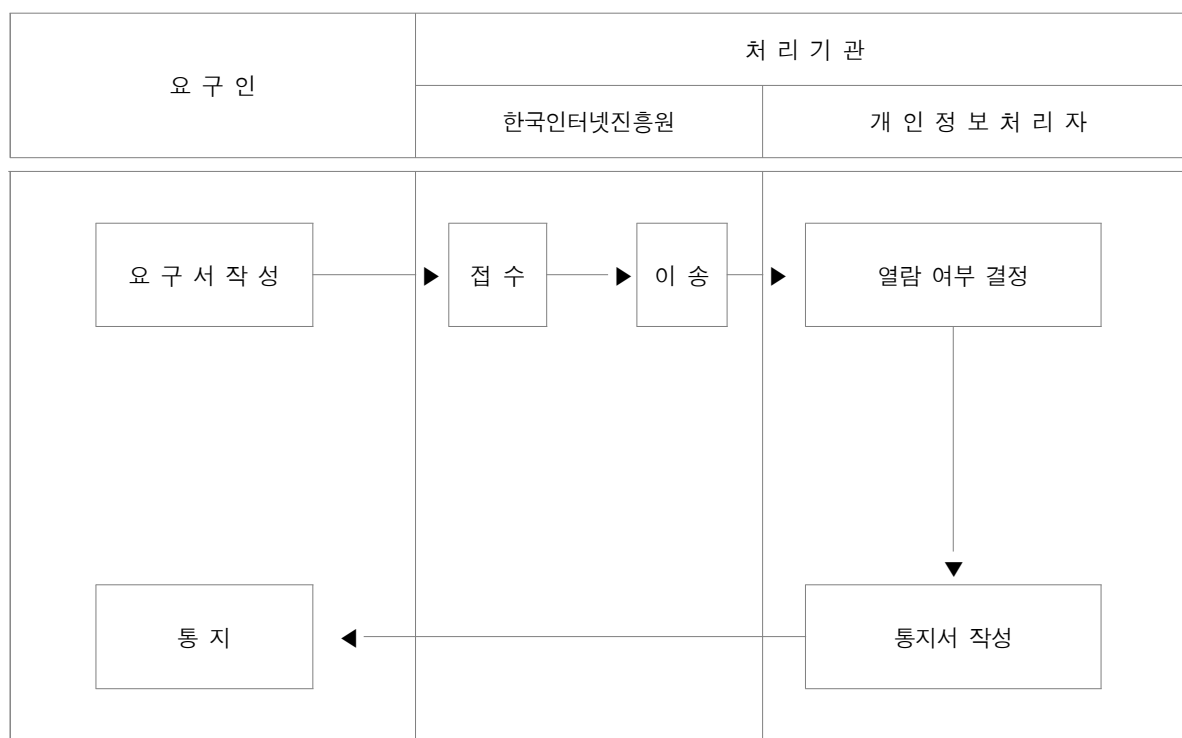 요 구 인
처 리 기 관
한국인터넷진흥원
개 인 정 보 처 리 자
요 구 서 작 성
접 수
이 송
열람 여부 결정
통 지
통지서 작성